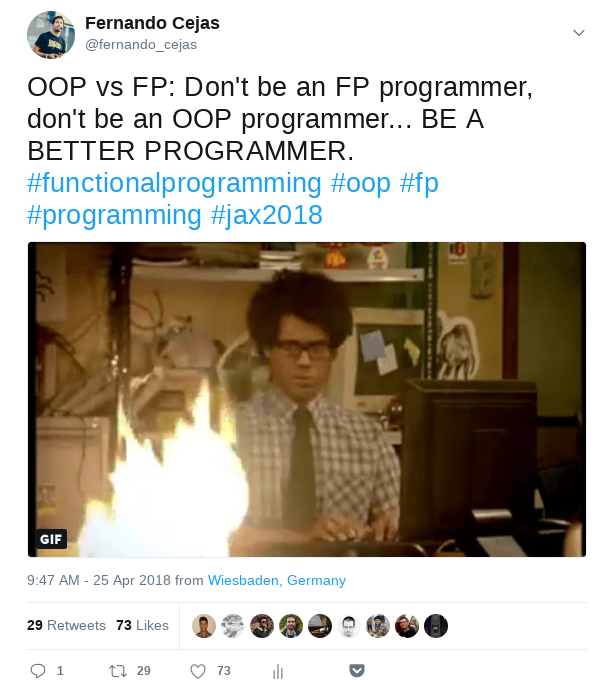 Fernando Cejas
@fernando_cejas
OOP vs FP: Don't be an FP programmer,
don't be an OOP programmer... BE A
BETTER PROGRAMMER.
#functionalprogramming #oop #fp
#programming #jax2018
GIF
9:47 AM - 25 Apr 2018 from Wiesbaden, Germany
29 Retweets 73 Likes
1 29 73